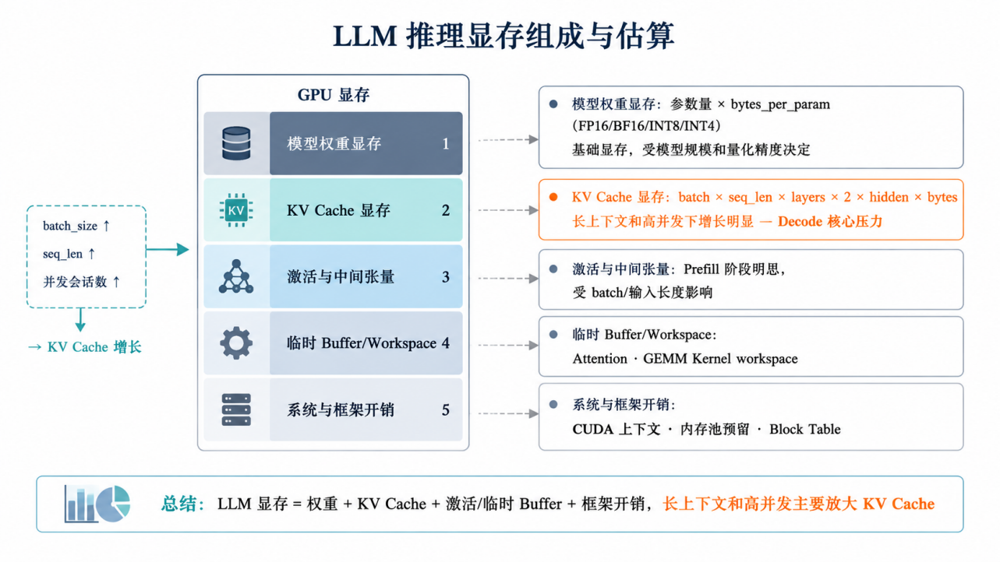 LLM 推理显存组成与估算
GPU 显存
模型权重显存 1
KV
KV Cache 显存 2
激活与中间张量 3
临时 Buffer/Workspace 4
系统与框架开销 5
batch_size ↑
seq_len ↑
并发会话数 ↑
→ KV Cache 增长
模型权重显存：参数量 × bytes_per_param
(FP16/BF16/INT8/INT4)
基础显存，受模型规模和量化精度决定
KV Cache 显存：batch × seq_len × layers × 2 × hidden × bytes
长上下文和高并发下增长明显 — Decode 核心压力
激活与中间张量：Prefill 阶段明思，
受 batch/输入长度影响
临时 Buffer/Workspace：
Attention · GEMM Kernel workspace
系统与框架开销：
CUDA 上下文 · 内存池预留 · Block Table
总结： LLM 显存 = 权重 + KV Cache + 激活/临时 Buffer + 框架开销，长上下文和高并发主要放大 KV Cache